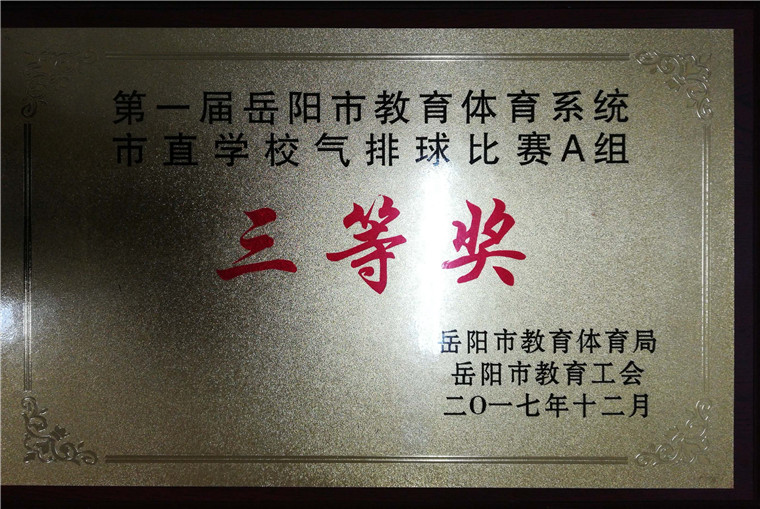 第一届岳阳市教育体育系统
市直学校气排球比赛A组
三等奖
岳阳市教育体育局
岳阳市教育工会
二O一七年十二月